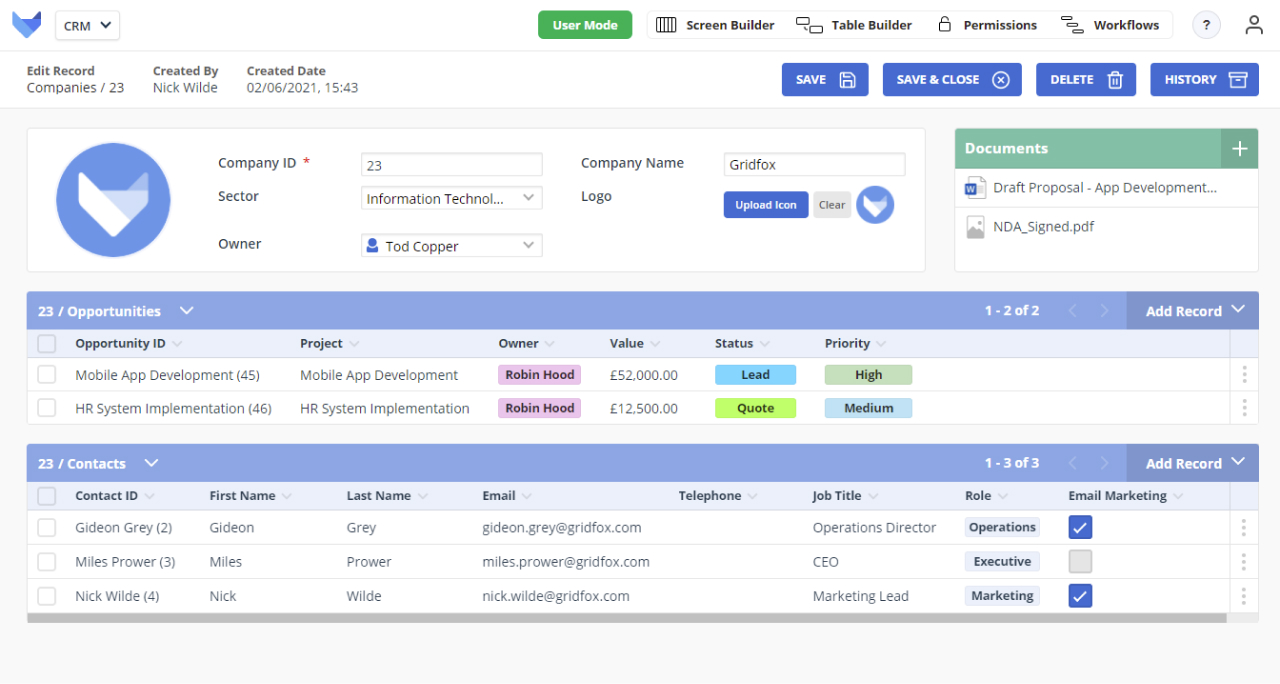 CRM
User Mode
Screen Builder
Table Builder
Permissions
Workflows
?
Edit Record
Companies / 23
Created By
Nick Wilde
Created Date
02/06/2021, 15:43
SAVE
SAVE & CLOSE
DELETE
HISTORY
Company ID *
23
Company Name
Gridfox
Sector
Information Technol...
Logo
Upload Icon
Clear
Owner
Tod Copper
Documents
Draft Proposal - App Development...
NDA_Signed.pdf
23 / Opportunities
1 - 2 of 2
Add Record
Opportunity ID Project Owner Value Status Priority
Mobile App Development (45) Mobile App Development Robin Hood £52,000.00 Lead High
HR System Implementation (46) HR System Implementation Robin Hood £12,500.00 Quote Medium
23 / Contacts
1 - 3 of 3
Add Record
Contact ID First Name Last Name Email Telephone Job Title Role Email Marketing
Gideon Grey (2) Gideon Grey gideon.grey@gridfox.com Operations Director Operations
Miles Prower (3) Miles Prower miles.prower@gridfox.com CEO Executive
Nick Wilde (4) Nick Wilde nick.wilde@gridfox.com Marketing Lead Marketing